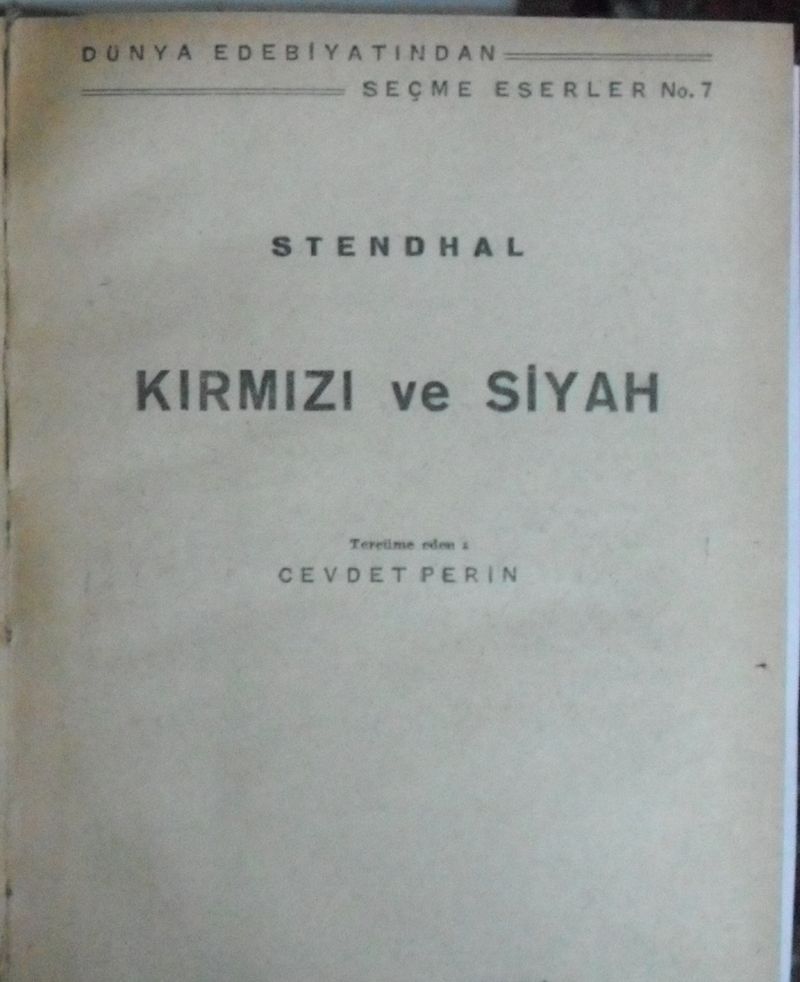 DÜNYA EDEBİYATINDAN
SEÇME ESERLER No. 7
STENDHAL
KIRMIZI ve SİYAH
Tercüme eden :
CEVDET PERİN